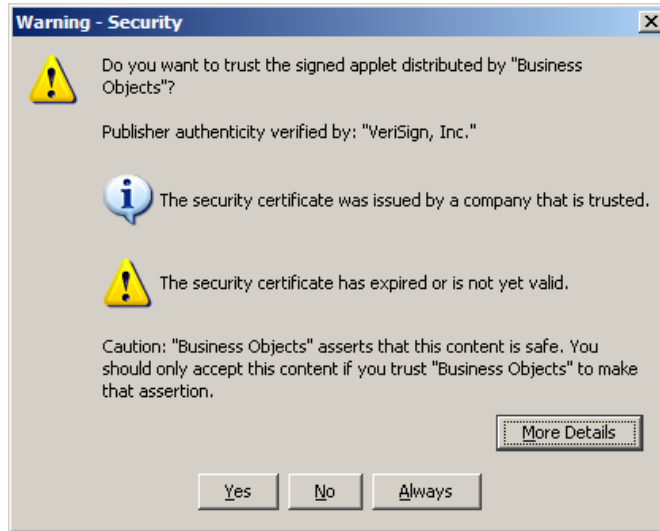 Warning - Security
Do you want to trust the signed applet distributed by "Business
Objects"?
Publisher authenticity verified by: "VeriSign, Inc."
The security certificate was issued by a company that is trusted.
The security certificate has expired or is not yet valid.
Caution: "Business Objects" asserts that this content is safe. You
should only accept this content if you trust "Business Objects" to make
that assertion.
More Details
Yes No Always